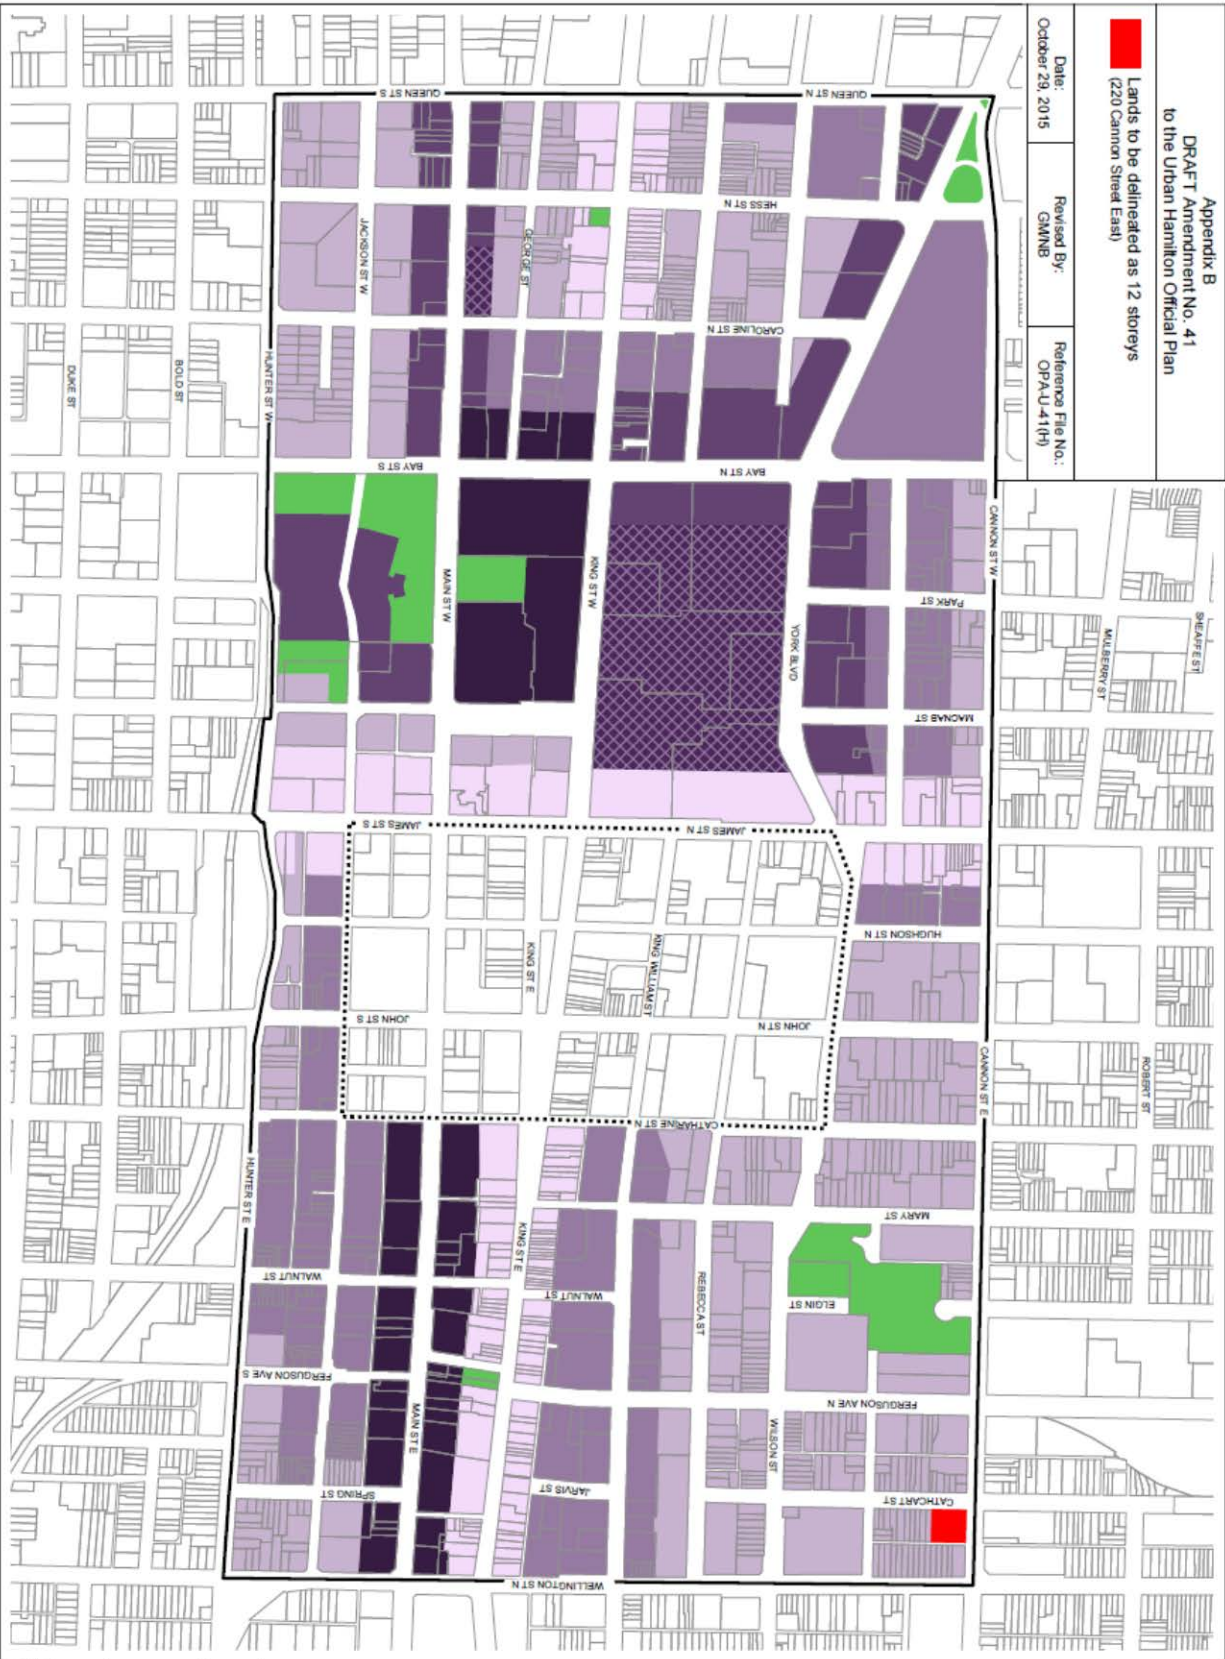 Appendix B
DRAFT Amendment No. 41
to the Urban Hamilton Official Plan
Lands to be delineated as 12 storeys
(220 Cannon Street East)
Date:
October 29, 2015
Revised By:
GM/NB
Reference File No.:
OPA-U-41(H)
QUEEN ST S
QUEEN ST N
HESS ST N
JACKSON ST W
GEORGE ST
CAROLINE ST N
DUKE ST
BOLD ST
HUNTER ST W
BAY ST S
BAY ST N
CANNON ST W
MAIN ST W
KING ST W
YORK BLVD
PARK ST
MULBERRY ST
SHEAFFE ST
MACNAB ST
JAMES ST S
JAMES ST N
HUGHSON ST N
KING ST E
KING WILLIAM ST
JOHN ST S
JOHN ST N
CANNON ST E
ROBERT ST
CATHARINE ST N
HUNTER ST E
MARY ST
KING ST E
WALNUT ST
WALNUT ST
REBECCA ST
ELGIN ST
FERGUSON AVE S
FERGUSON AVE N
MAIN ST E
WILSON ST
SPRING ST
JARVIS ST
CATHCART ST
WELLINGTON ST N